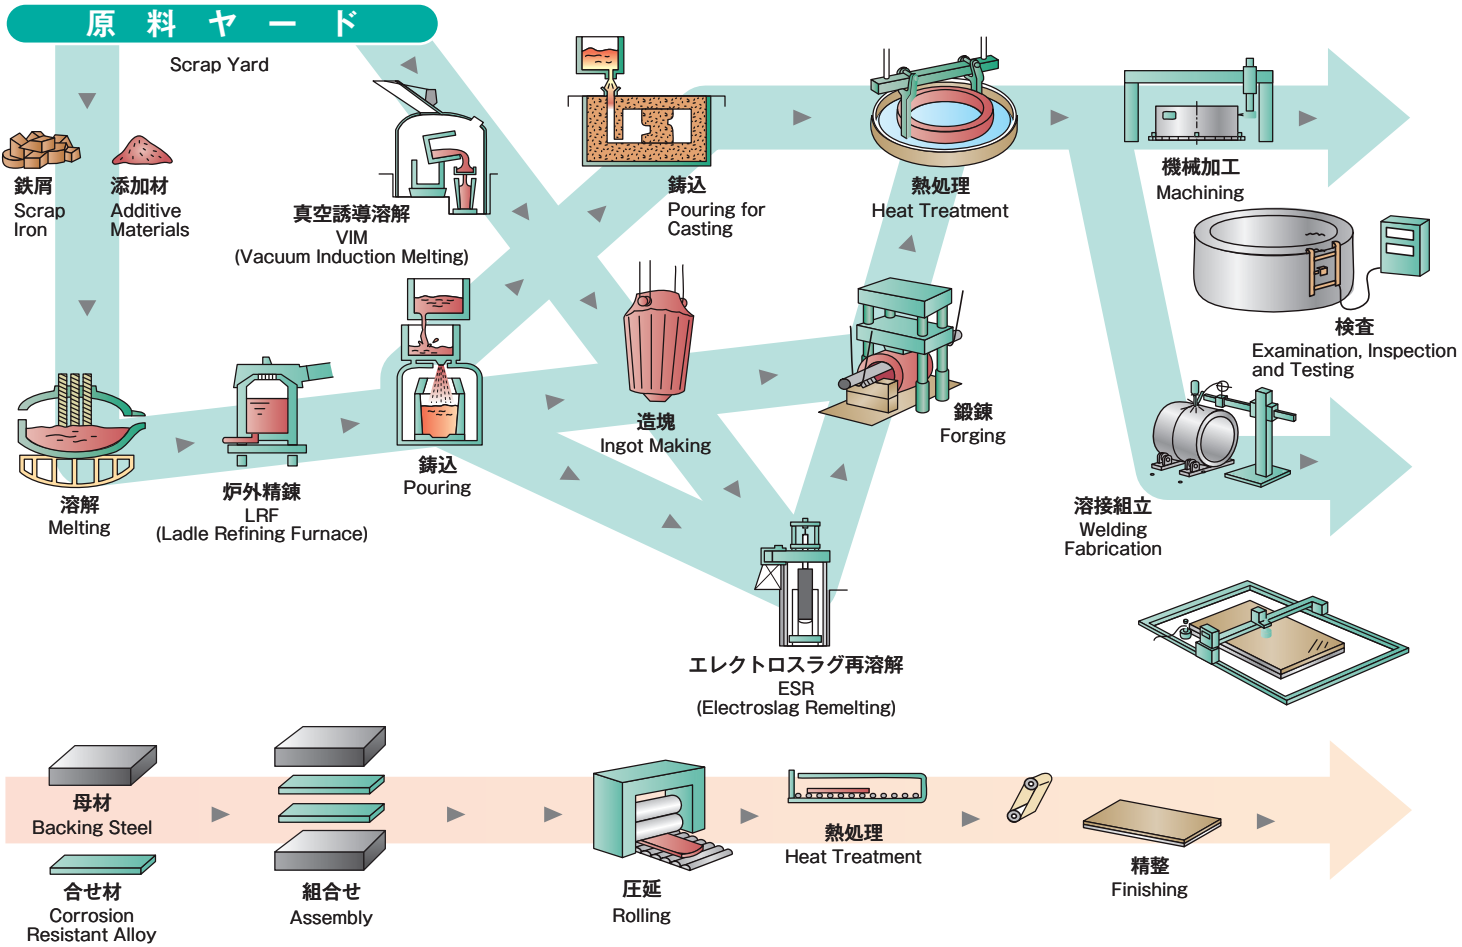 原料ヤード
Scrap Yard
鉄屑
Scrap
Iron
添加材
Additive
Materials
真空誘導溶解
VIM
(Vacuum Induction Melting)
鋳込
Pouring for
Casting
熱処理
Heat Treatment
機械加工
Machining
検査
Examination, Inspection
and Testing
溶解
Melting
炉外精錬
LRF
(Ladle Refining Furnace)
鋳込
Pouring
造塊
Ingot Making
鍛錬
Forging
溶接組立
Welding
Fabrication
エレクトロスラグ再溶解
ESR
(Electroslag Remelting)
母材
Backing Steel
合せ材
Corrosion
Resistant Alloy
組合せ
Assembly
圧延
Rolling
熱処理
Heat Treatment
精整
Finishing